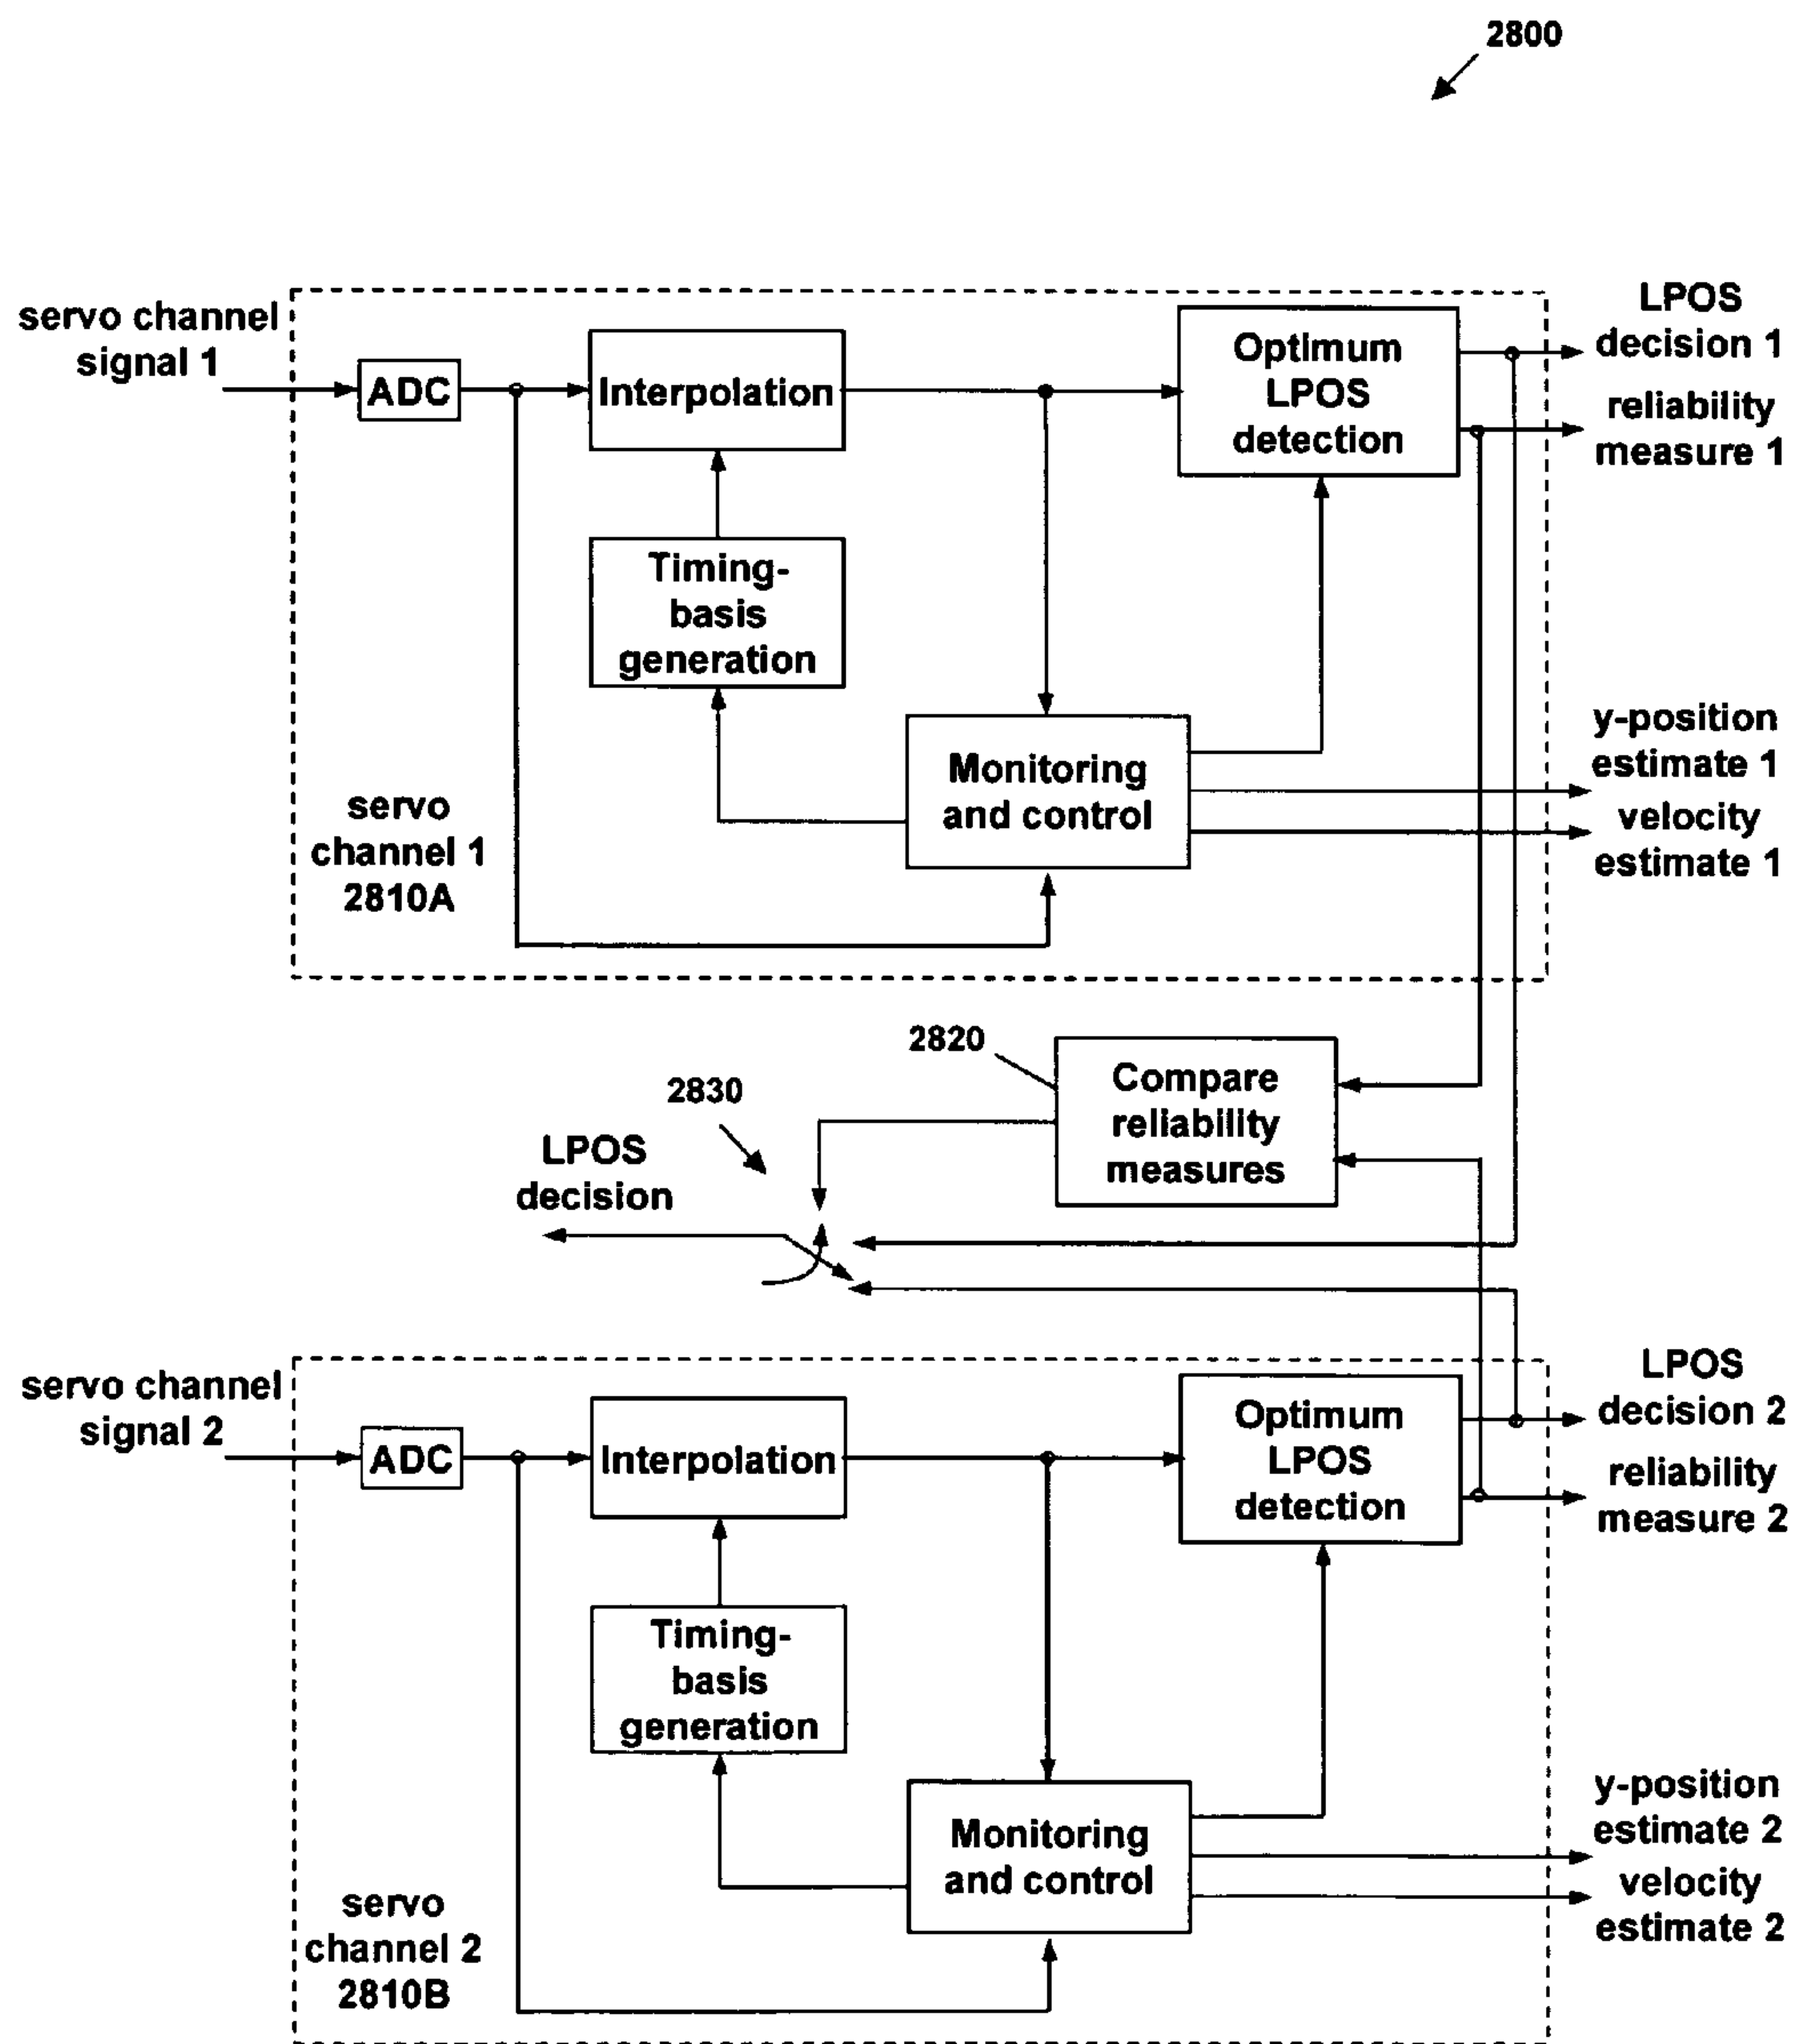 2800
servo channel
signal 1
ADC
Interpolation
Optimum
LPOS
detection
LPOS
decision 1
reliability
measure 1
Timing-
basis
generation
Monitoring
and control
y-position
estimate 1
velocity
estimate 1
servo
channel 1
2810A
2820
Compare
reliability
measures
2830
LPOS
decision
servo channel
signal 2
ADC
Interpolation
Optimum
LPOS
detection
LPOS
decision 2
reliability
measure 2
Timing-
basis
generation
Monitoring
and control
y-position
estimate 2
velocity
estimate 2
servo
channel 2
2810B